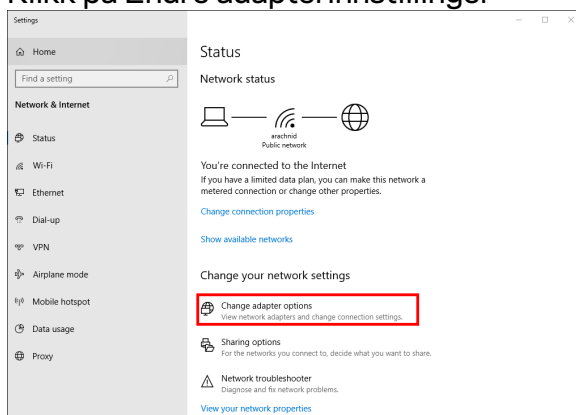 Klikk på Endre adapterinnstillinger
Settings
Home
Find a setting
Network & Internet
Status
Wi-Fi
Ethernet
Dial-up
VPN
Airplane mode
Mobile hotspot
Data usage
Proxy
Status
Network status
arachnid
Public network
You're connected to the Internet
If you have a limited data plan, you can make this network a
metered connection or change other properties.
Change connection properties
Show available networks
Change your network settings
Change adapter options
View network adapters and change connection settings.
Sharing options
For the networks you connect to, decide what you want to share.
Network troubleshooter
Diagnose and fix network problems.
View your network properties